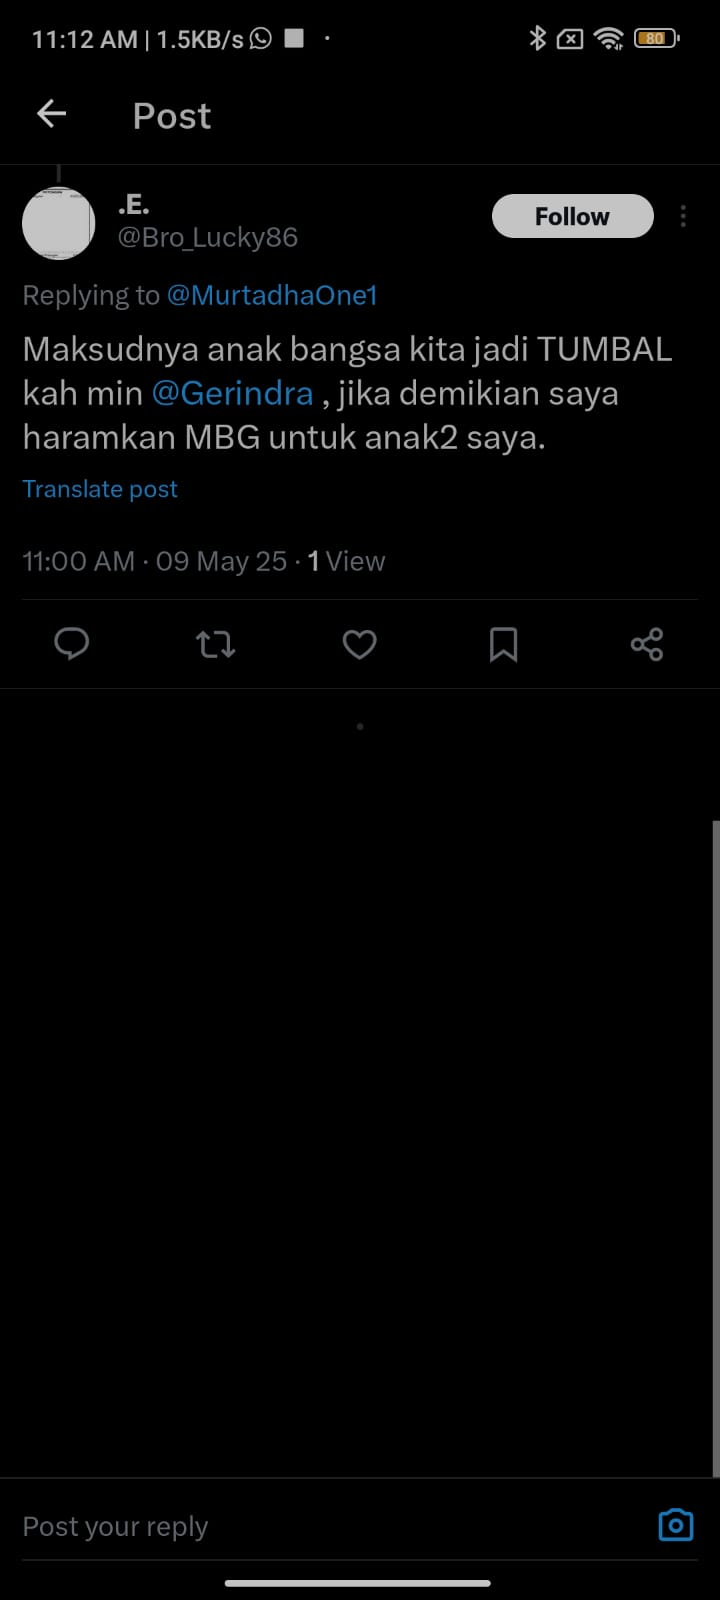 11:12 AM | 1.5KB/s
80
Post
.E.
@Bro_Lucky86
Follow
Replying to @MurtadhaOne1
Maksudnya anak bangsa kita jadi TUMBAL
kah min @Gerindra , jika demikian saya
haramkan MBG untuk anak2 saya.
Translate post
11:00 AM · 09 May 25 · 1 View
Post your reply